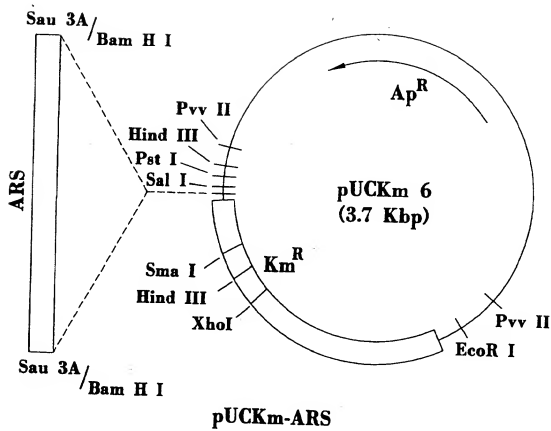 Sau 3A/Bam H I
ARS
Pvv II
Hind III
Pst I
Sal I
Ap^R
pUCKm 6
(3.7 Kbp)
Km^R
Sma I
Hind III
XhoI
Pvv II
EcoR I
Sau 3A/Bam H I
pUCKm-ARS